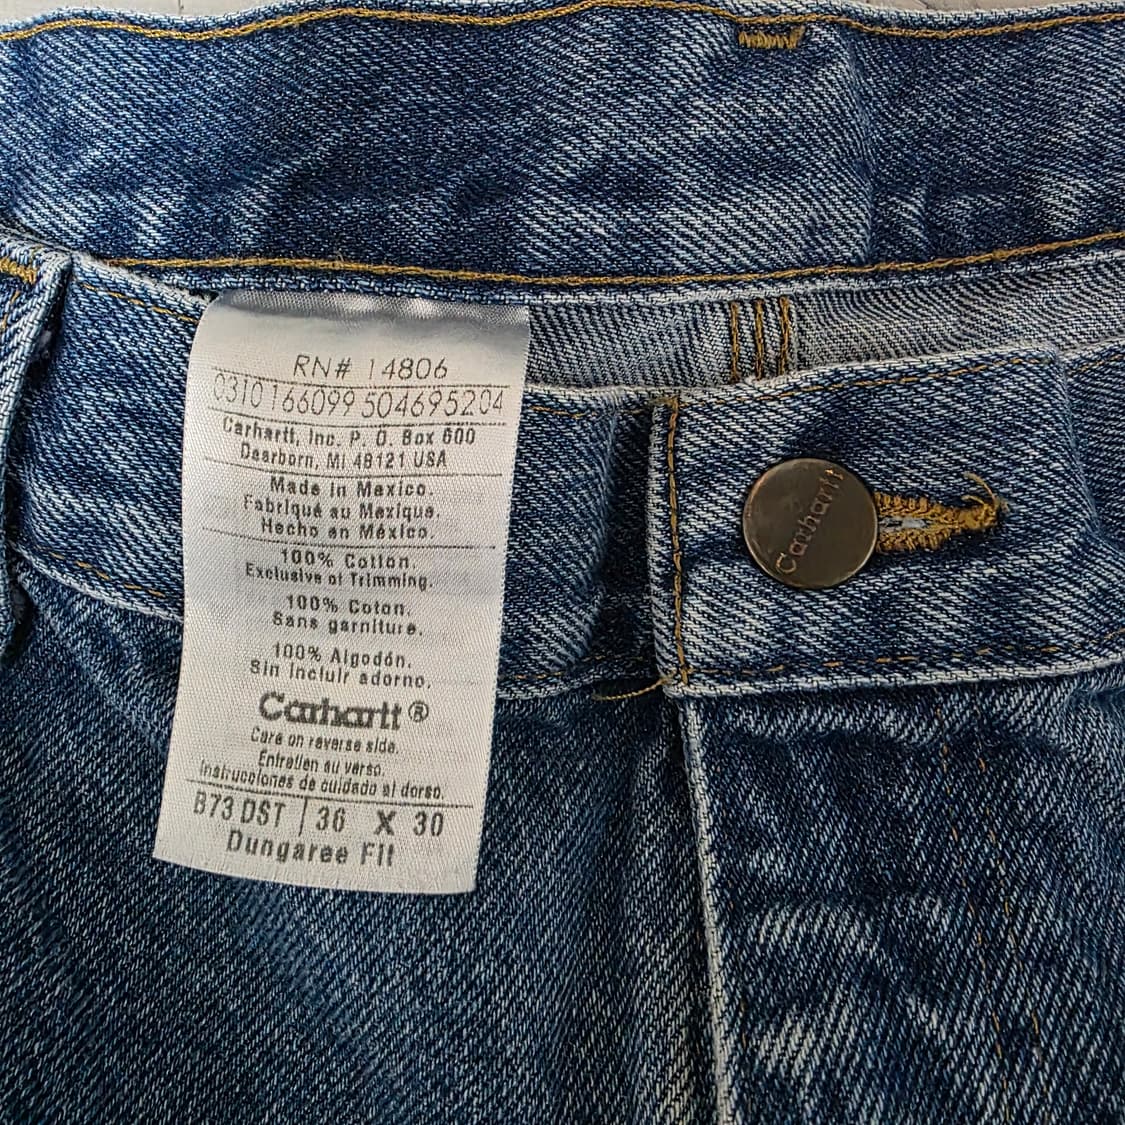 RN# 14806
0310166099 504695204
Carhartt, Inc. P. O. Box 600
Dearborn, MI 48121 USA
Made in Mexico.
Fabriqué au Mexique.
Hecho en México.
100% Cotton.
Exclusive of Trimming.
100% Coton.
Sans garniture.
100% Algodón.
Sin incluir adorno.
Carhartt®
Care on reverse side.
Entretien au verso.
Instrucciones de cuidado al dorso.
B73 DST | 36 X 30
Dungaree Fit
Carhartt